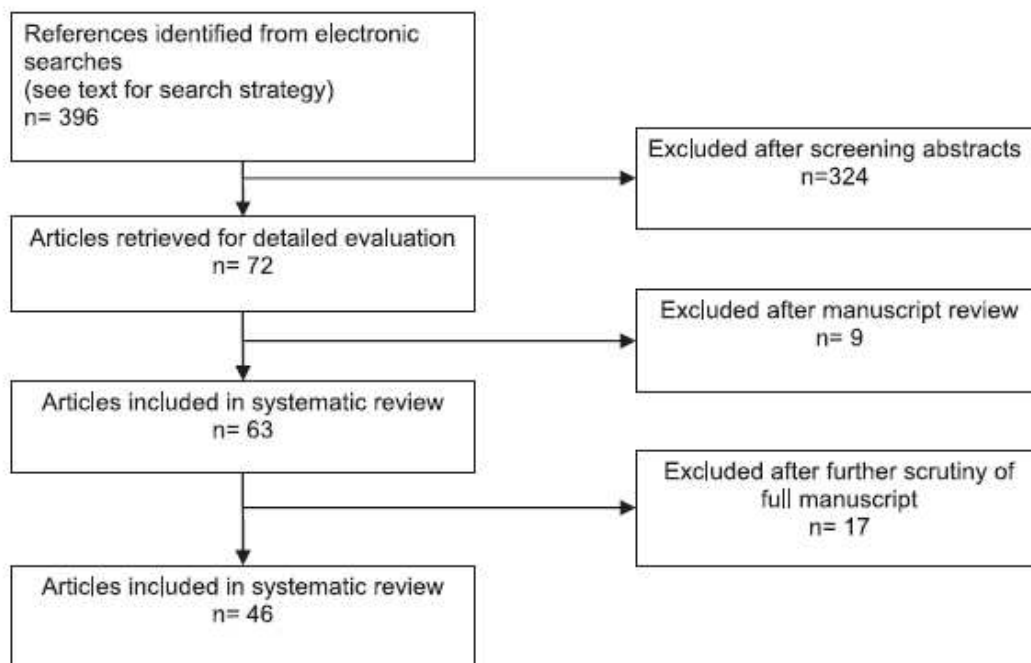 References identified from electronic
searches
(see text for search strategy)
n= 396
Excluded after screening abstracts
n=324
Articles retrieved for detailed evaluation
n= 72
Excluded after manuscript review
n= 9
Articles included in systematic review
n= 63
Excluded after further scrutiny of
full manuscript
n= 17
Articles included in systematic review
n= 46